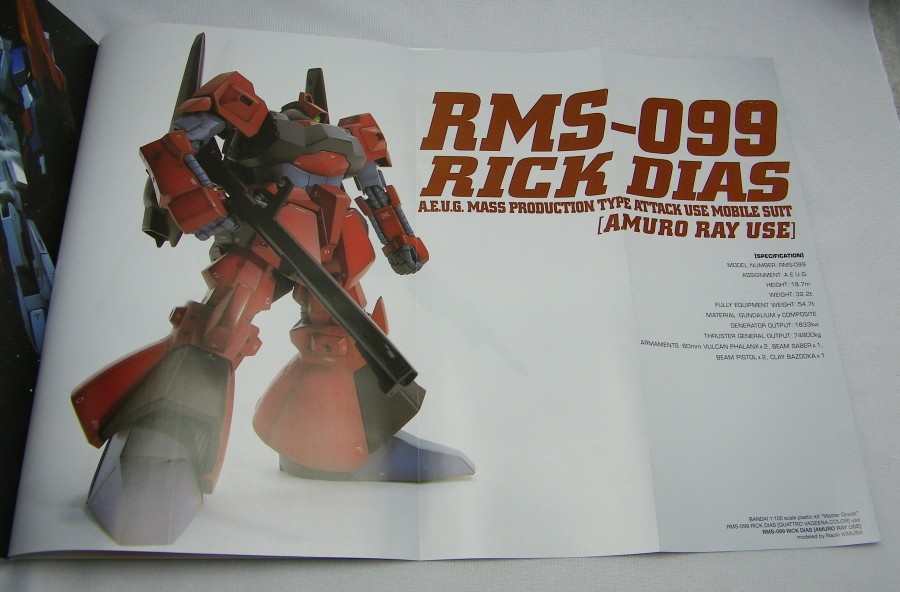 RMS-099
RICK DIAS
A.E.U.G. MASS PRODUCTION TYPE ATTACK USE MOBILE SUIT
[AMURO RAY USE]
[SPECIFICATION]
MODEL NUMBER: RMS-099
ASSIGNMENT: A.E.U.G.
HEIGHT: 18.7m
WEIGHT: 32.2t
FULLY EQUIPMENT WEIGHT: 54.7t
MATERIAL: GUNDALIUM γ COMPOSITE
GENERATOR OUTPUT: 1833kw
THRUSTER GENERAL OUTPUT: 74800kg
ARMAMENTS: 60mm VULCAN PHALANX x 2, BEAM SABER x 1,
BEAM PISTOL x 2, CLAY BAZOOKA x 1
BANDAI 1:100 scale plastic kit "Master Grade"
RMS-099 RICK DIAS [QUATTRO VAGEENA COLOR]
RMS-099 RICK DIAS [AMURO RAY USE]
modeled by Naoki KIMURA